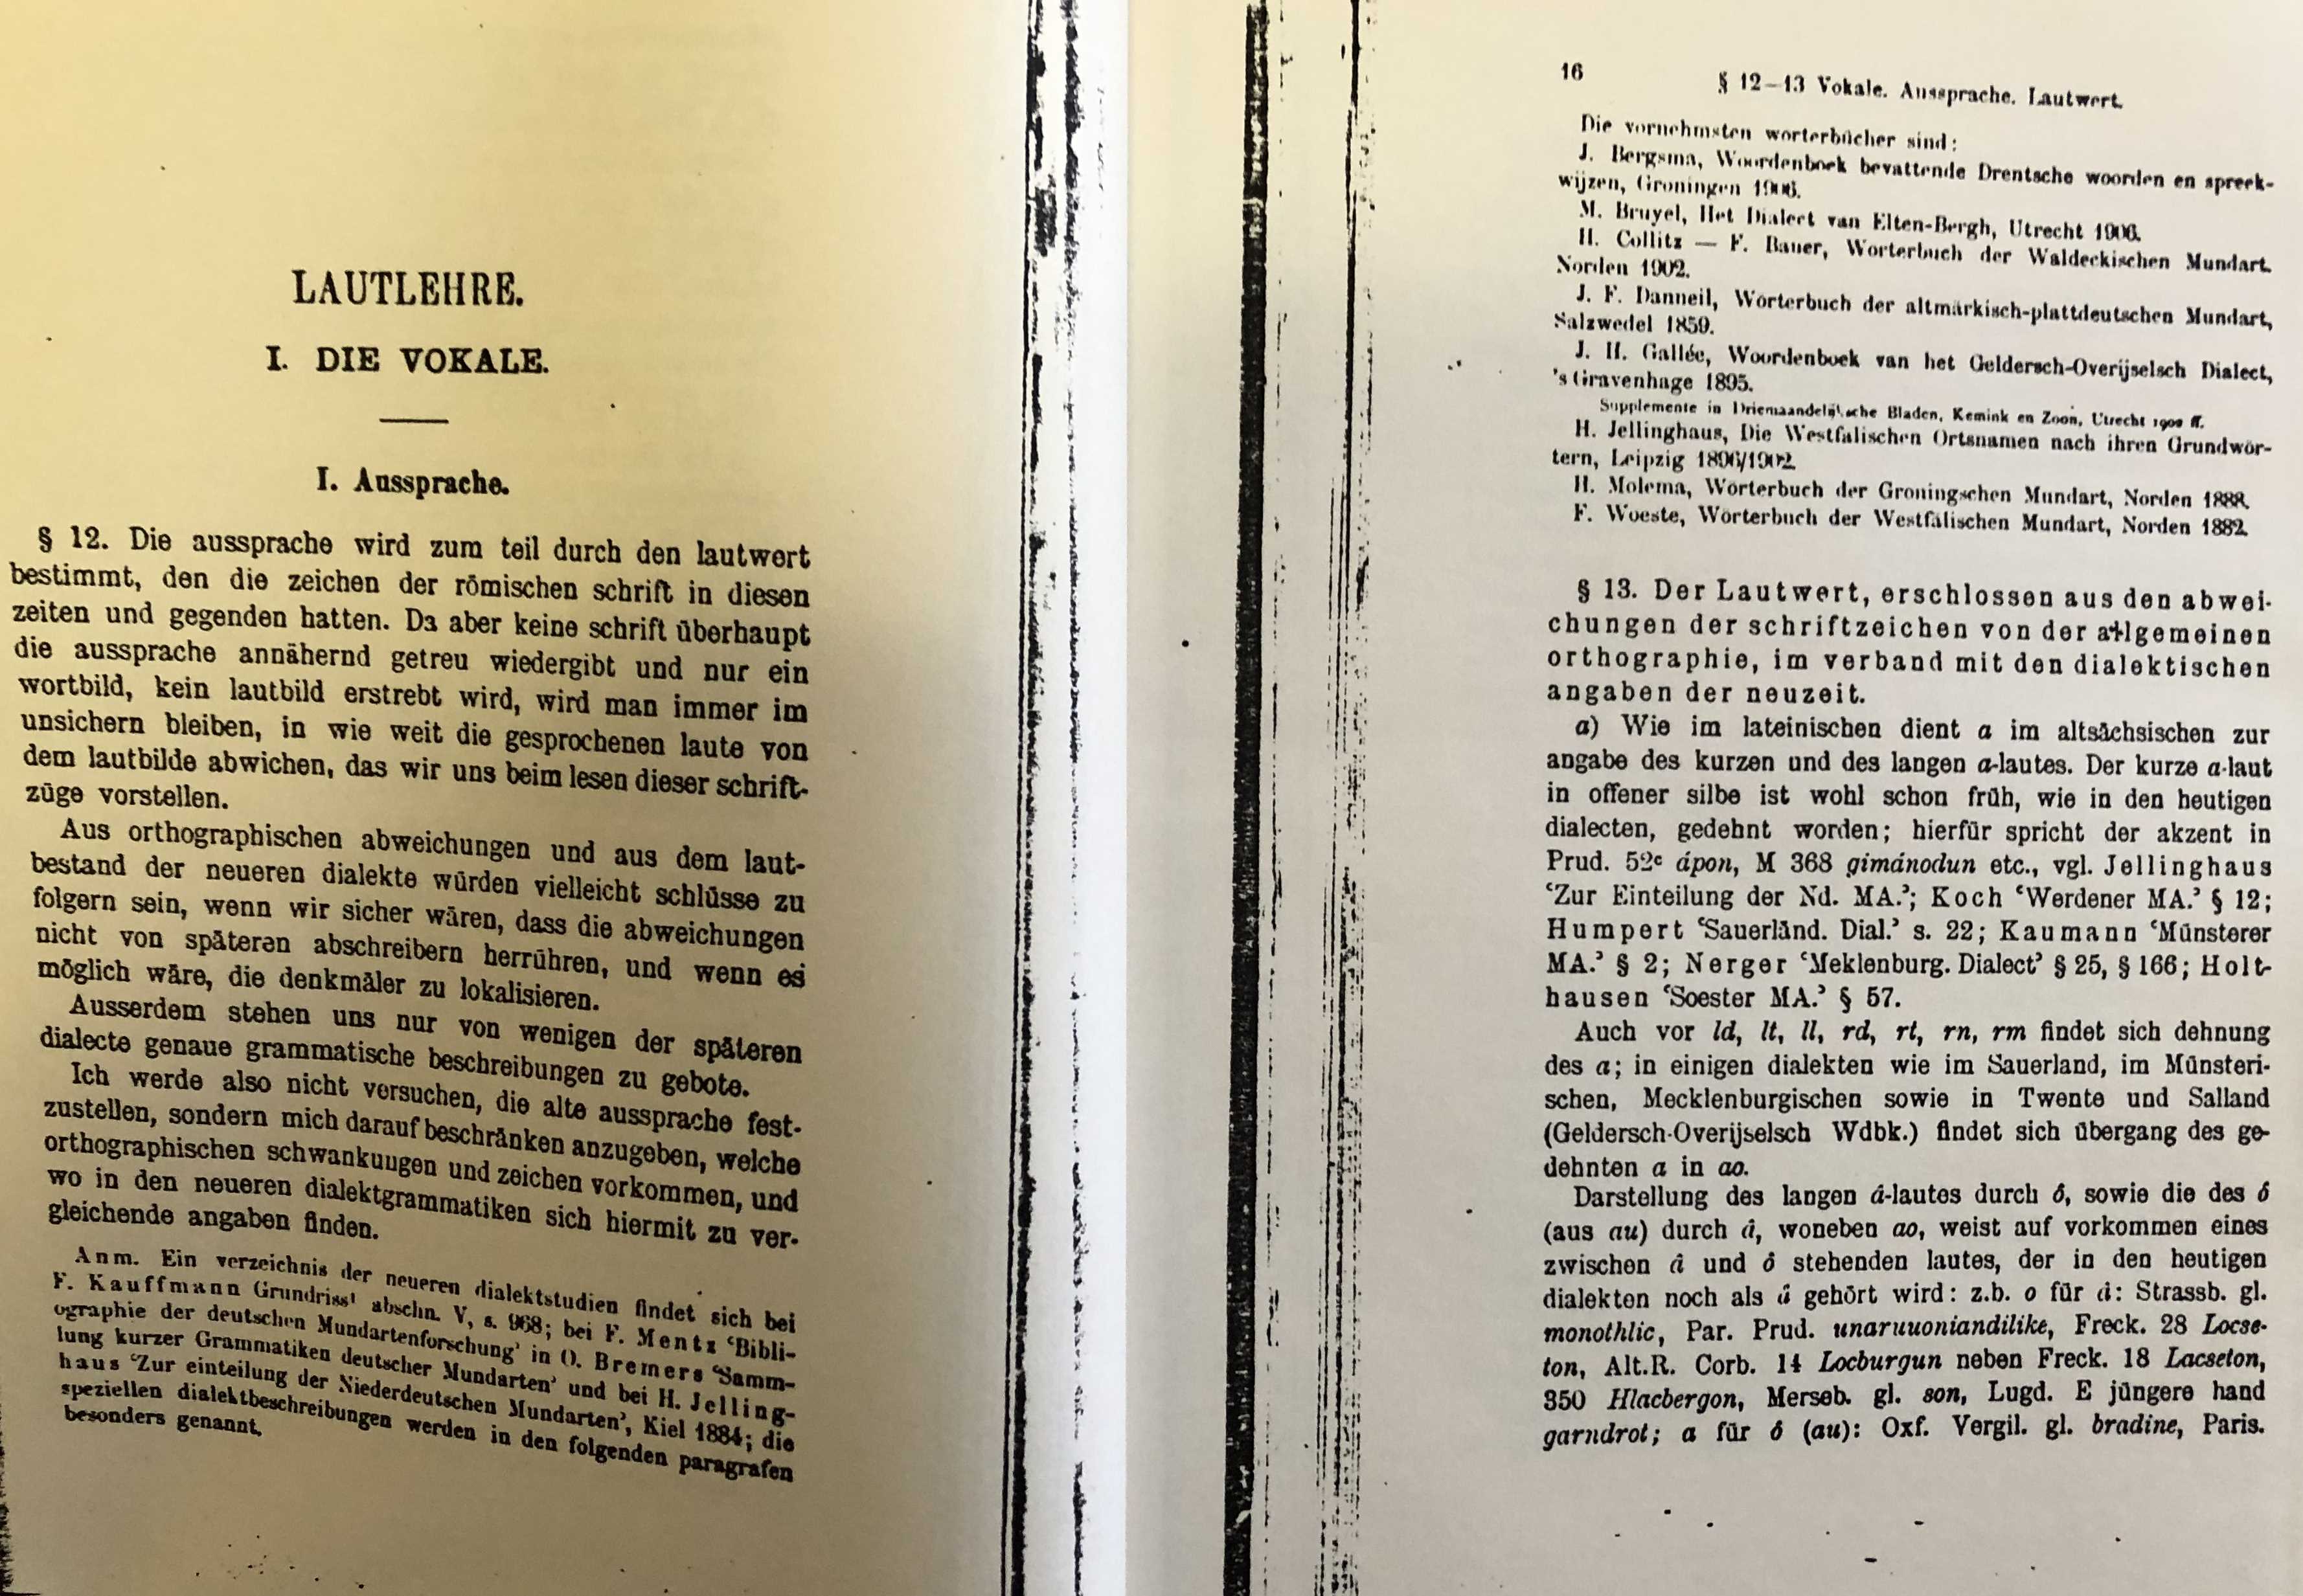 LAUTLEHRE.
I. DIE VOKALE.
I. Aussprache.
§ 12. Die aussprache wird zum teil durch den lautwert
bestimmt, den die zeichen der römischen schrift in diesen
zeiten und gegenden hatten. Da aber keine schrift überhaupt
die aussprache annähernd getreu wiedergibt und nur ein
wortbild, kein lautbild erstrebt wird, wird man immer im
unsichern bleiben, in wie weit die gesprochenen laute von
dem lautbilde abwichen, das wir uns beim lesen dieser schrift-
züge vorstellen.
Aus orthographischen abweichungen und aus dem laut-
bestand der neueren dialekte würden vielleicht schlüsse zu
folgern sein, wenn wir sicher wären, dass die abweichungen
nicht von späteren abschreibern herrühren, und wenn es
möglich wäre, die denkmäler zu lokalisieren.
Ausserdem stehen uns nur von wenigen der späteren
dialecte genaue grammatische beschreibungen zu gebote.
Ich werde also nicht versuchen, die alte aussprache fest-
zustellen, sondern mich darauf beschränken anzugeben, welche
orthographischen schwankuugen und zeichen vorkommen, und
wo in den neueren dialektgrammatiken sich hiermit zu ver-
gleichende angaben finden.
Anm. Ein verzeichnis der neueren dialektstudien findet sich bei
F. Kauffmann Grundriss¹ abschn. V, s. 968; bei F. Mentz ‘Bibli-
ographie der deutschen Mundartenforschung’ in O. Bremers ‘Samm-
lung kurzer Grammatiken deutscher Mundarten’ und bei H. Jelling-
haus ‘Zur einteilung der Niederdeutschen Mundarten’, Kiel 1884; die
speziellen dialektbeschreibungen werden in den folgenden paragrafen
besonders genannt.
16 § 12–13 Vokale. Aussprache. Lautwert.
Die vornehmsten worterbücher sind:
J. Bergsma, Woordenboek bevattende Drentsche woorden en spreek-
wijzen, Groningen 1906.
M. Bruyel, Het Dialect van Elten-Bergh, Utrecht 1906.
H. Collitz — F. Bauer, Worterbuch der Waldeckischen Mundart.
Norden 1902.
J. F. Danneil, Worterbuch der altmärkisch-plattdeutschen Mundart,
Salzwedel 1859.
J. H. Gallée, Woordenboek van het Geldersch-Overijselsch Dialect,
'sGravenhage 1895.
Supplemente in Driemaandelijksche Bladen, Kemink en Zoon, Utrecht 1900 ff.
H. Jellinghaus, Die Westfalischen Ortsnamen nach ihren Grundwör-
tern, Leipzig 1896/1902.
H. Molema, Wörterbuch der Groningschen Mundart, Norden 1888.
F. Woeste, Wörterbuch der Westfälischen Mundart, Norden 1882.
§ 13. Der Lautwert, erschlossen aus den abwei-
chungen der schriftzeichen von der allgemeinen
orthographie, im verband mit den dialektischen
angaben der neuzeit.
a) Wie im lateinischen dient a im altsächsischen zur
angabe des kurzen und des langen a-lautes. Der kurze a-laut
in offener silbe ist wohl schon früh, wie in den heutigen
dialecten, gedehnt worden; hierfür spricht der akzent in
Prud. 52c ápon, M 368 gimánodun etc., vgl. Jellinghaus
‘Zur Einteilung der Nd. MA.’; Koch ‘Werdener MA.’ § 12;
Humpert ‘Sauerländ. Dial.’ s. 22; Kaumann ‘Münsterer
MA.’ § 2; Nerger ‘Meklenburg. Dialect’ § 25, § 166; Holt-
hausen ‘Soester MA.’ § 57.
Auch vor ld, lt, ll, rd, rt, rn, rm findet sich dehnung
des a; in einigen dialekten wie im Sauerland, im Münsteri-
schen, Mecklenburgischen sowie in Twente und Salland
(Geldersch-Overijselsch Wdbk.) findet sich übergang des ge-
dehnten a in ao.
Darstellung des langen â-lautes durch ô, sowie die des ô
(aus au) durch â, woneben ao, weist auf vorkommen eines
zwischen â und ô stehenden lautes, der in den heutigen
dialekten noch als å gehört wird: z.b. o für â: Strassb. gl.
monothlic, Par. Prud. unaruuoniandilike, Freck. 28 Locse-
ton, Alt.R. Corb. 14 Locburgun neben Freck. 18 Lacseton,
350 Hlacbergon, Merseb. gl. son, Lugd. E jüngere hand
garndrot; a für ô (au): Oxf. Vergil. gl. bradine, Paris.